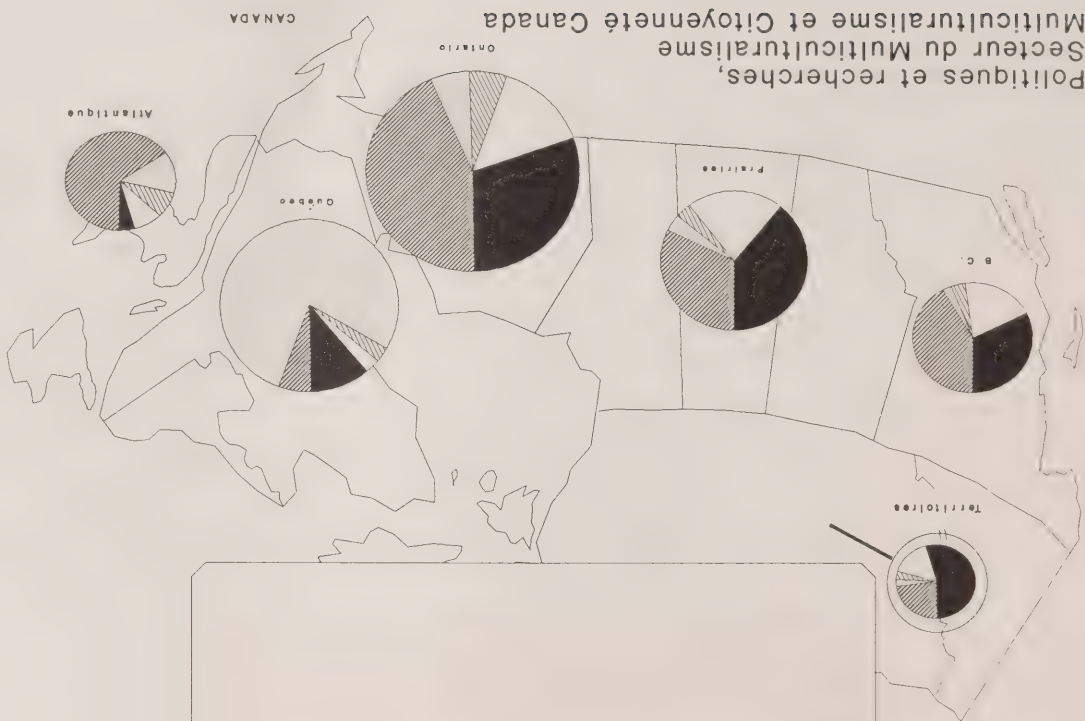 Territoires
B C.
Québec
Prairies
Atlantique
Ontario
Politiques et recherches,
Secteur du Multiculturalisme
Multiculturalisme et Citoyenneté Canada
CANADA